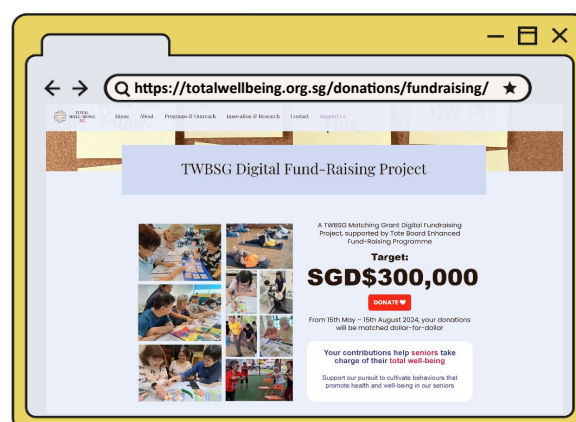 https://totalwellbeing.org.sg/donations/fundraising/
TOTAL
WELL-BEING
SG
Home About Programs & Outreach Innovation & Research Contact Support Us
TWBSG Digital Fund-Raising Project
A TWBSG Matching Grant Digital Fundraising
Project, supported by Tote Board Enhanced
Fund-Raising Programme
Target:
SGD$300,000
DONATE
From 15th May – 15th August 2024, your donations
will be matched dollar-for-dollar
Your contributions help seniors take
charge of their total well-being
Support our pursuit to cultivate behaviours that
promote health and well-being in our seniors